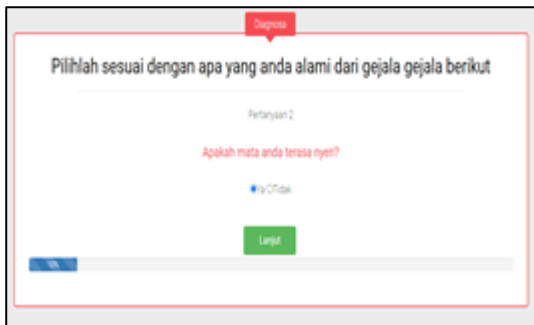 Diagnosa
Pilihlah sesuai dengan apa yang anda alami dari gejala gejala berikut
Pertanyaan 2
Apakah mata anda terasa nyeri?
Ya Tidak
Lanjut